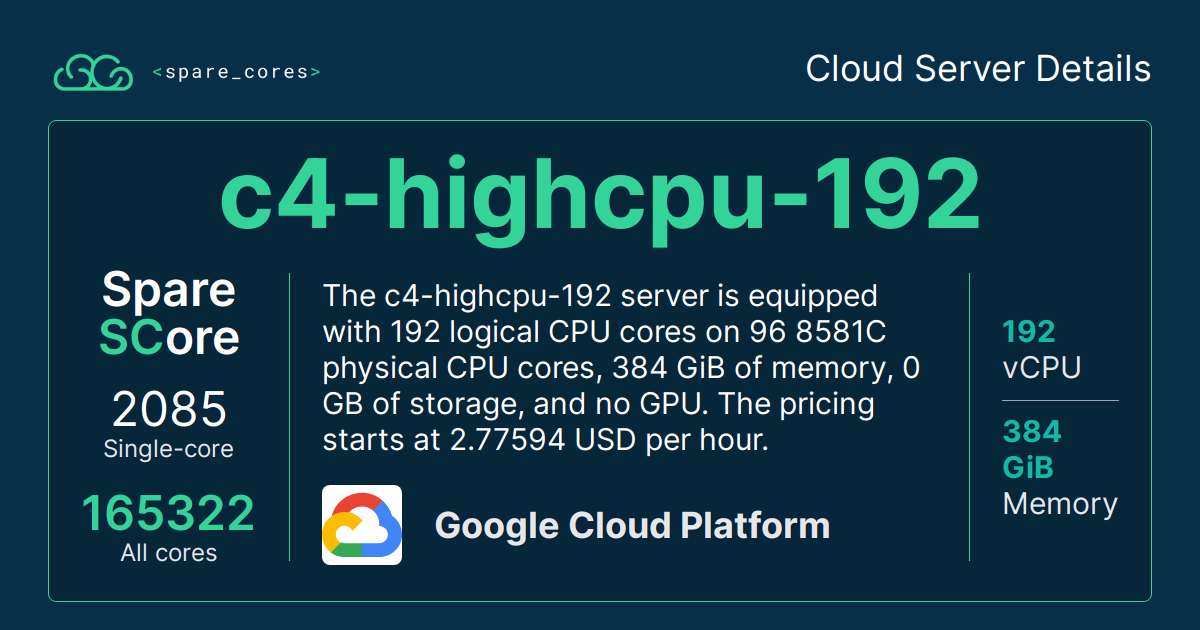 <spare_cores>
Cloud Server Details
c4-highcpu-192
Spare
SCore
2085
Single-core
165322
All cores
The c4-highcpu-192 server is equipped
with 192 logical CPU cores on 96 8581C
physical CPU cores, 384 GiB of memory, 0
GB of storage, and no GPU. The pricing
starts at 2.77594 USD per hour.
Google Cloud Platform
192
vCPU
384
GiB
Memory